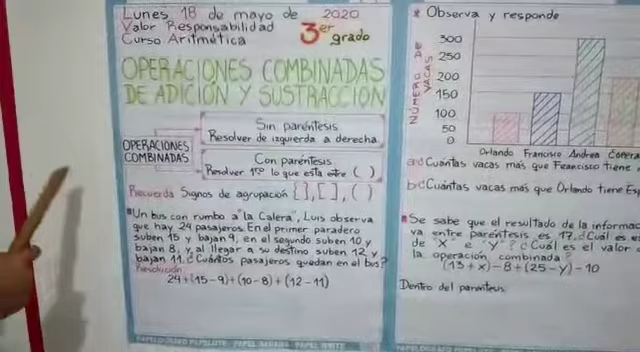 Lunes 18 de mayo de 2020
Valor Responsabilidad
Curso Aritmética
3er grado
OPERACIONES COMBINADAS
DE ADICIÓN Y SUSTRACCIÓN
OPERACIONES
COMBINADAS
Sin paréntesis
Resolver de izquierda a derecha
Con paréntesis
Resolver 1ro lo que esta entre ( )
Recuerda Signos de agrupación { }, [ ], ( )
*Un bus con rumbo a "la Calera", Luis observa
que hay 24 pasajeros. En el primer paradero
suben 15 y bajan 9, en el segundo suben 10 y
bajan 8, y al llegar a su destino suben 12 y
bajan 11. ¿Cuántos pasajeros quedan en el bus?
Resolución
24+(15-9)+(10-8)+(12-11)
* Observa y responde
NÚMERO DE
VACAS
300
250
200
150
100
50
0
Orlando Francisco Andrea
a) ¿Cuántas vacas más que Francisco tiene
b) ¿Cuántas vacas más que Orlando tiene
Se sabe que el resultado de la
va entre paréntesis es 17. ¿Cuál es
de "X" e "Y"? ¿Cuál es el valor
la operación combinada?
(13+x)-8+(25-y)-10
Dentro del paréntesis